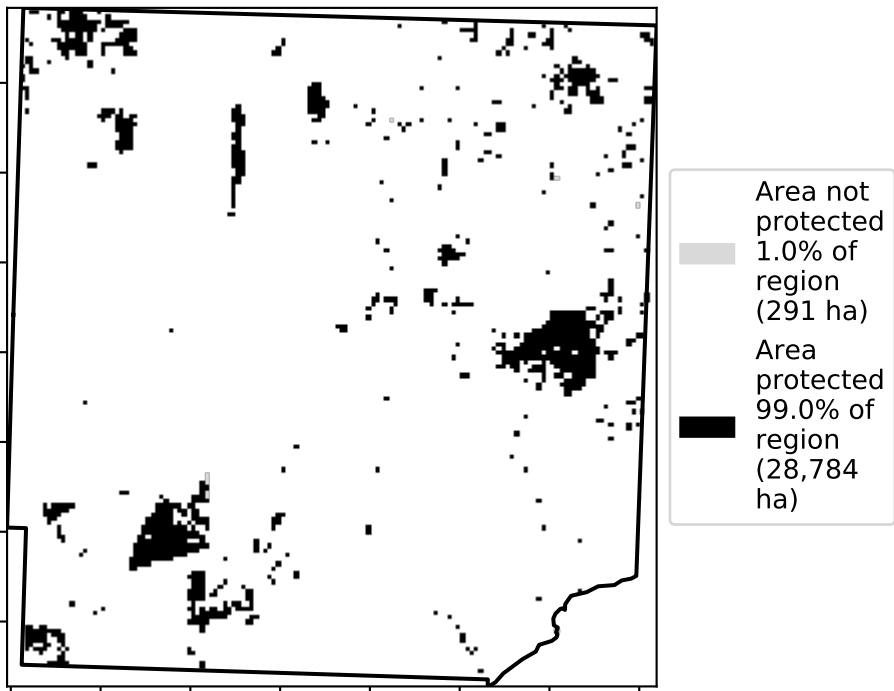 Area not
protected
1.0% of
region
(291 ha)
Area
protected
99.0% of
region
(28,784
ha)